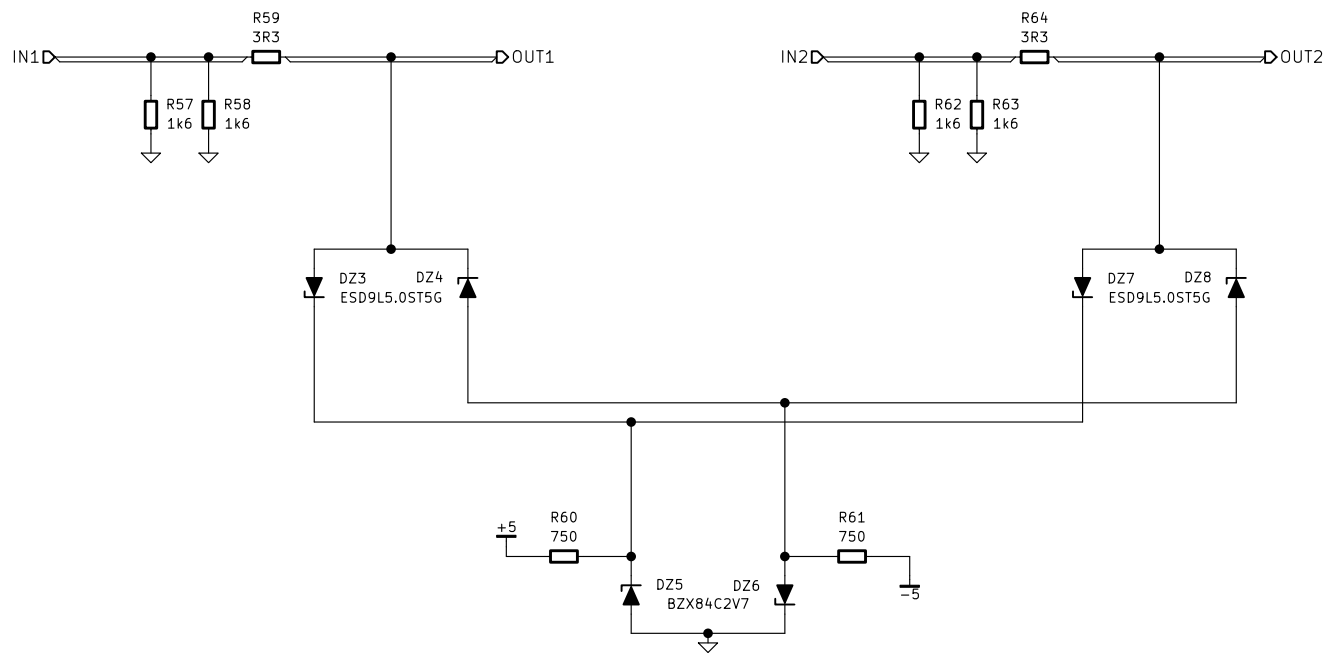 R59
3R3
R64
3R3
IN1
OUT1
IN2
OUT2
R57
1k6
R58
1k6
R62
1k6
R63
1k6
DZ3
DZ4
ESD9L5.0ST5G
DZ7
DZ8
ESD9L5.0ST5G
+5
R60
750
R61
750
-5
DZ5
DZ6
BZX84C2V7